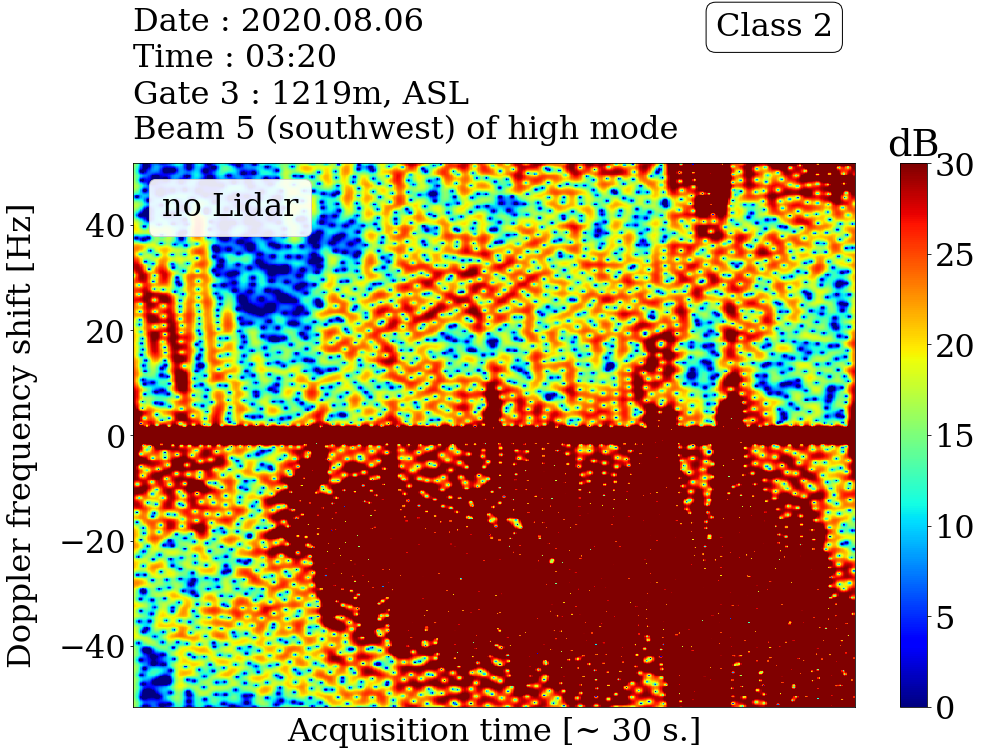 Date : 2020.08.06
Time : 03:20
Gate 3 : 1219m, ASL
Beam 5 (southwest) of high mode
Class 2
dB
no Lidar
40
20
0
−20
−40
Doppler frequency shift [Hz]
Acquisition time [~ 30 s.]
30
25
20
15
10
5
0